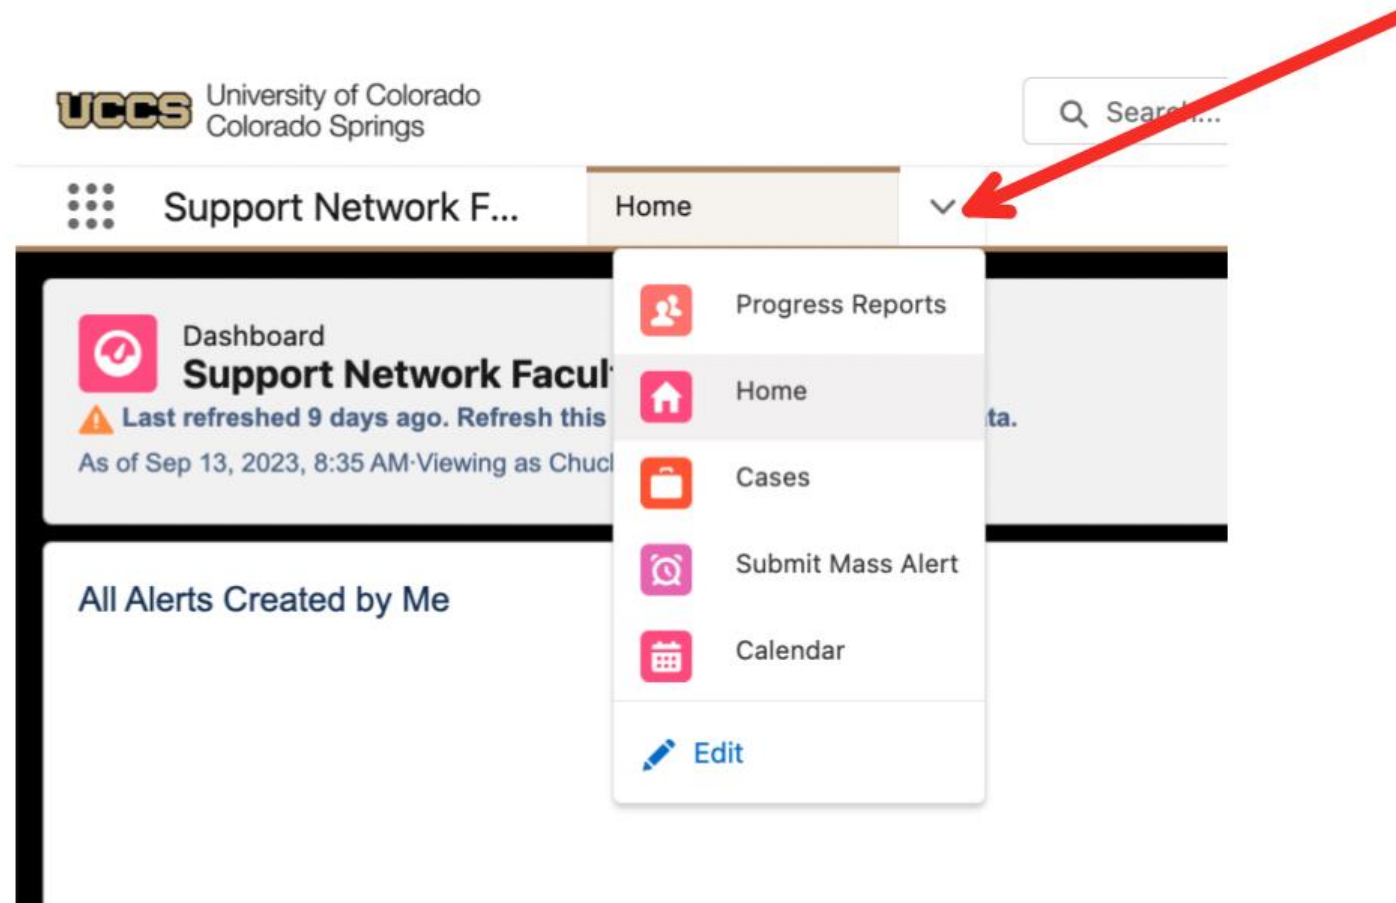 UCCS University of Colorado
Colorado Springs
Search...
Support Network F...
Home
Progress Reports
Home
Cases
Submit Mass Alert
Calendar
Edit
Dashboard
Support Network Facul
Last refreshed 9 days ago. Refresh this
ta.
As of Sep 13, 2023, 8:35 AM·Viewing as Chuc
All Alerts Created by Me